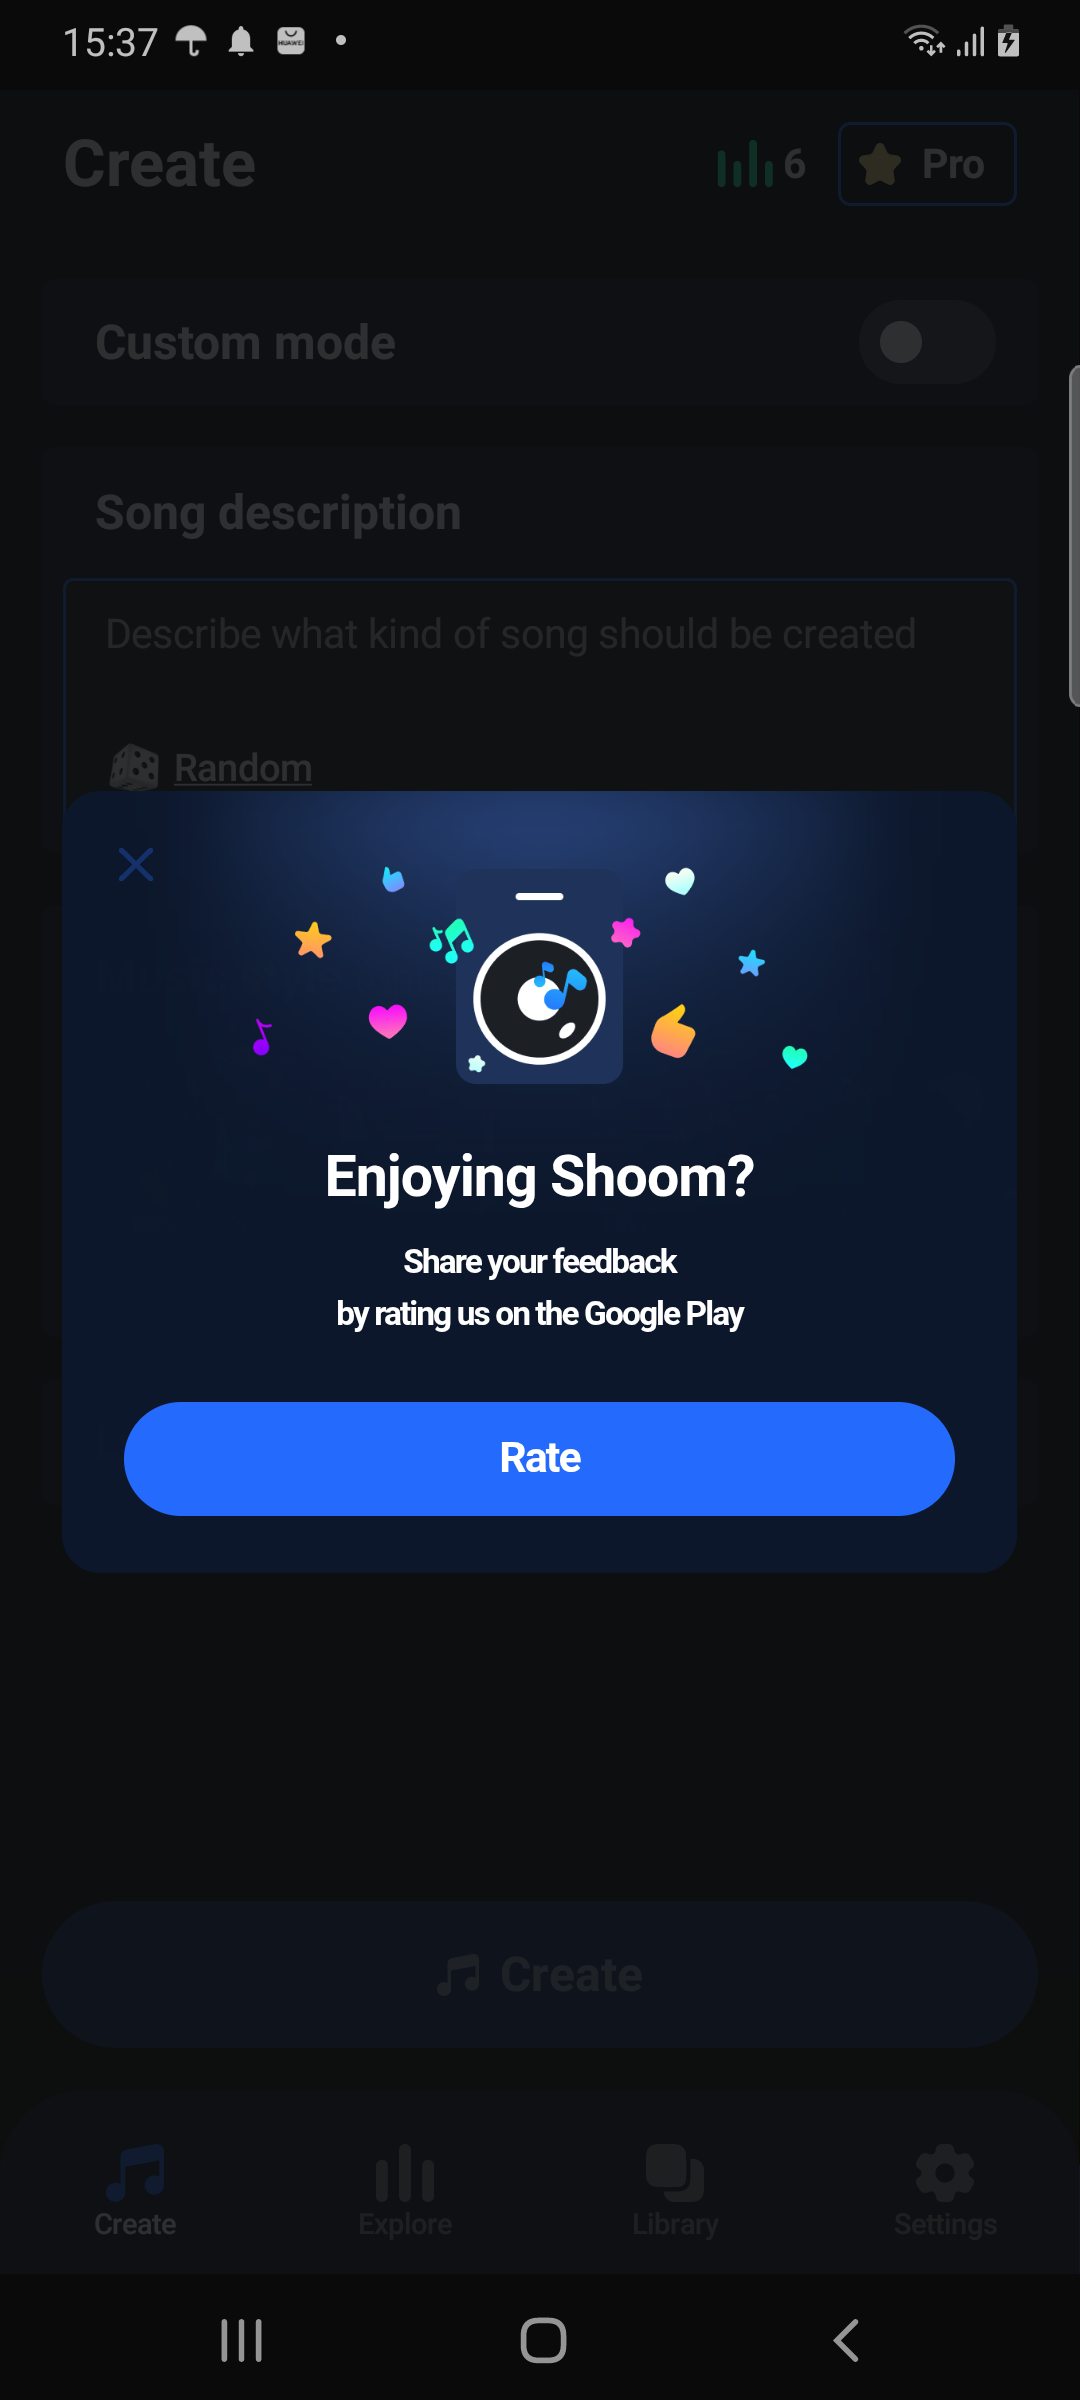 15:37
HUAWEI
Create
6
Pro
Custom mode
Song description
Describe what kind of song should be created
Random
Enjoying Shoom?
Share your feedback
by rating us on the Google Play
Rate
Create
Create
Explore
Library
Settings